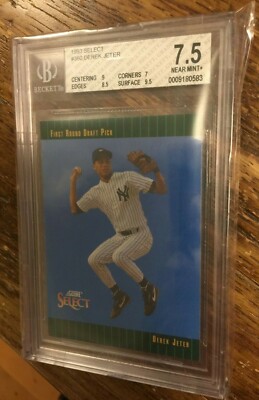 BECKETT
1993 SELECT
#360 DEREK JETER
CENTERING 9 CORNERS 7
EDGES 8.5 SURFACE 9.5
7.5
NEAR MINT+
0009180583
FIRST ROUND DRAFT PICK
NY
SCORE
SELECT
DEREK JETER